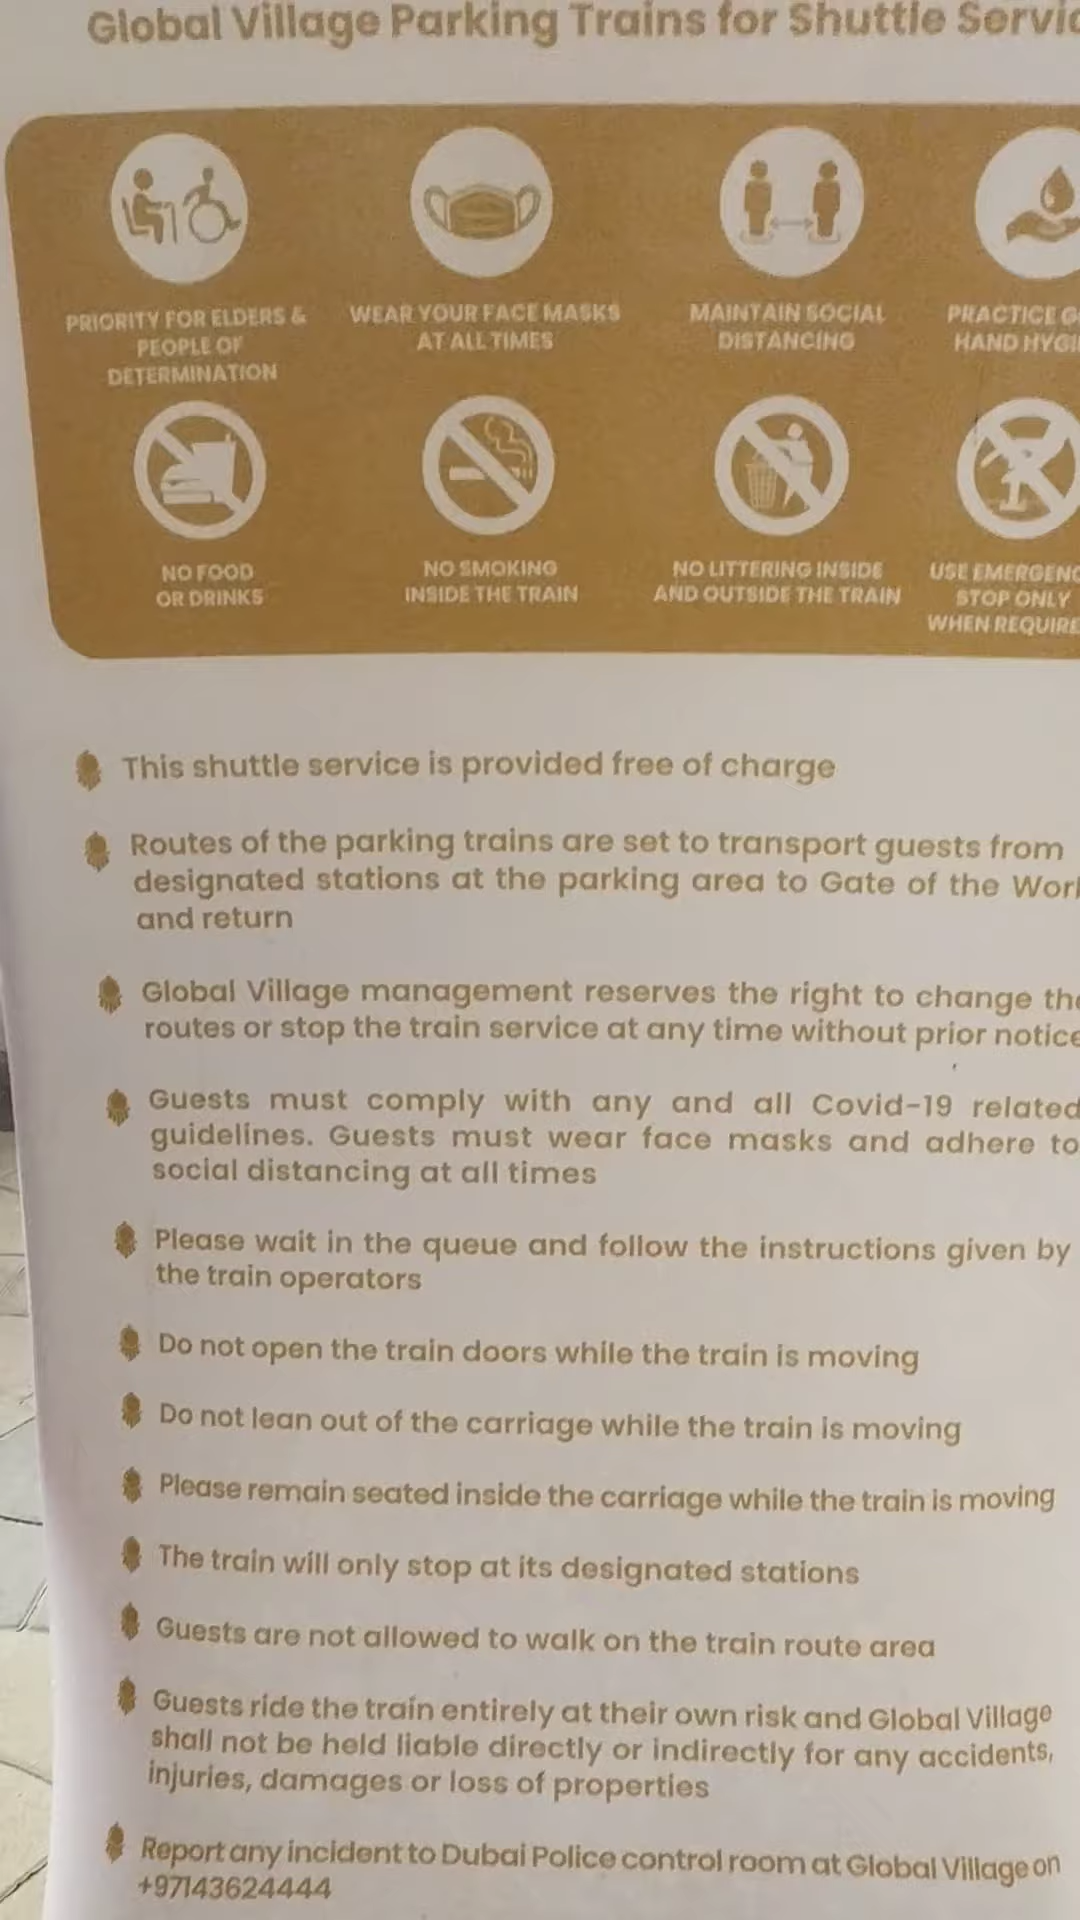 Global Village Parking Trains for Shuttle Servic
PRIORITY FOR ELDERS &
PEOPLE OF
DETERMINATION
WEAR YOUR FACE MASKS
AT ALL TIMES
MAINTAIN SOCIAL
DISTANCING
PRACTICE G
HAND HYGI
NO FOOD
OR DRINKS
NO SMOKING
INSIDE THE TRAIN
NO LITTERING INSIDE
AND OUTSIDE THE TRAIN
USE EMERGENC
STOP ONLY
WHEN REQUIRE
This shuttle service is provided free of charge
Routes of the parking trains are set to transport guests from
designated stations at the parking area to Gate of the Worl
and return
Global Village management reserves the right to change the
routes or stop the train service at any time without prior notice
Guests must comply with any and all Covid-19 related
guidelines. Guests must wear face masks and adhere to
social distancing at all times
Please wait in the queue and follow the instructions given by
the train operators
Do not open the train doors while the train is moving
Do not lean out of the carriage while the train is moving
Please remain seated inside the carriage while the train is moving
The train will only stop at its designated stations
Guests are not allowed to walk on the train route area
Guests ride the train entirely at their own risk and Global Village
shall not be held liable directly or indirectly for any accidents,
injuries, damages or loss of properties
Report any incident to Dubai Police control room at Global Village on
+97143624444